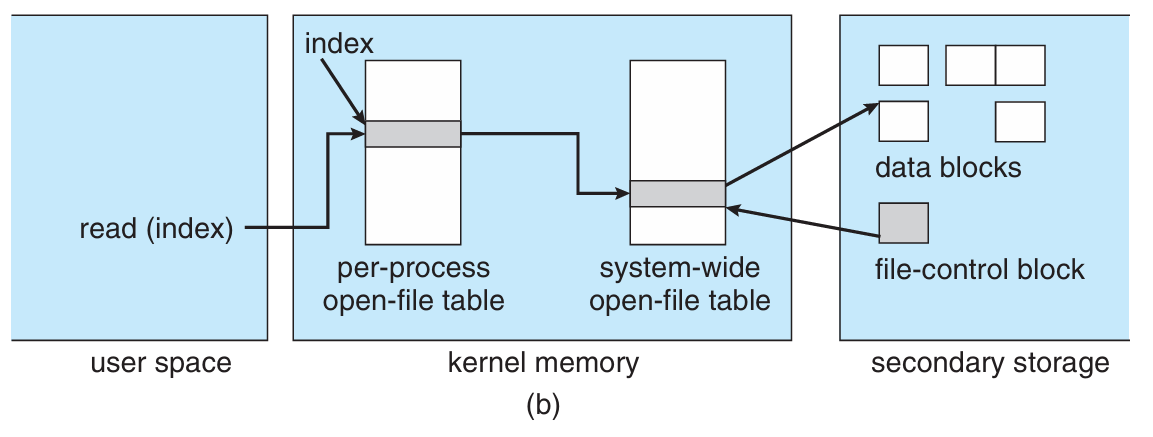 index
read (index)
data blocks
per-process
open-file table
system-wide
open-file table
file-control block
user space
kernel memory
secondary storage
(b)